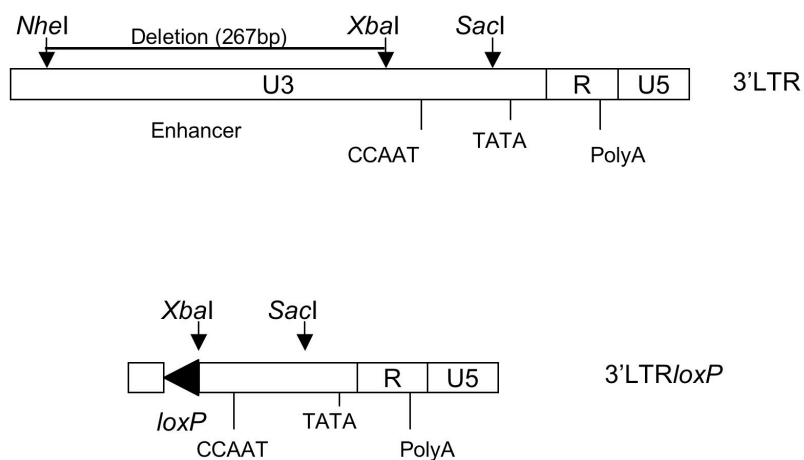 NheI Deletion (267bp) XbaI SacI
U3 R U5 3'LTR
Enhancer
CCAAT TATA PolyA
XbaI SacI
R U5 3'LTRloxP
loxP TATA
CCAAT PolyA